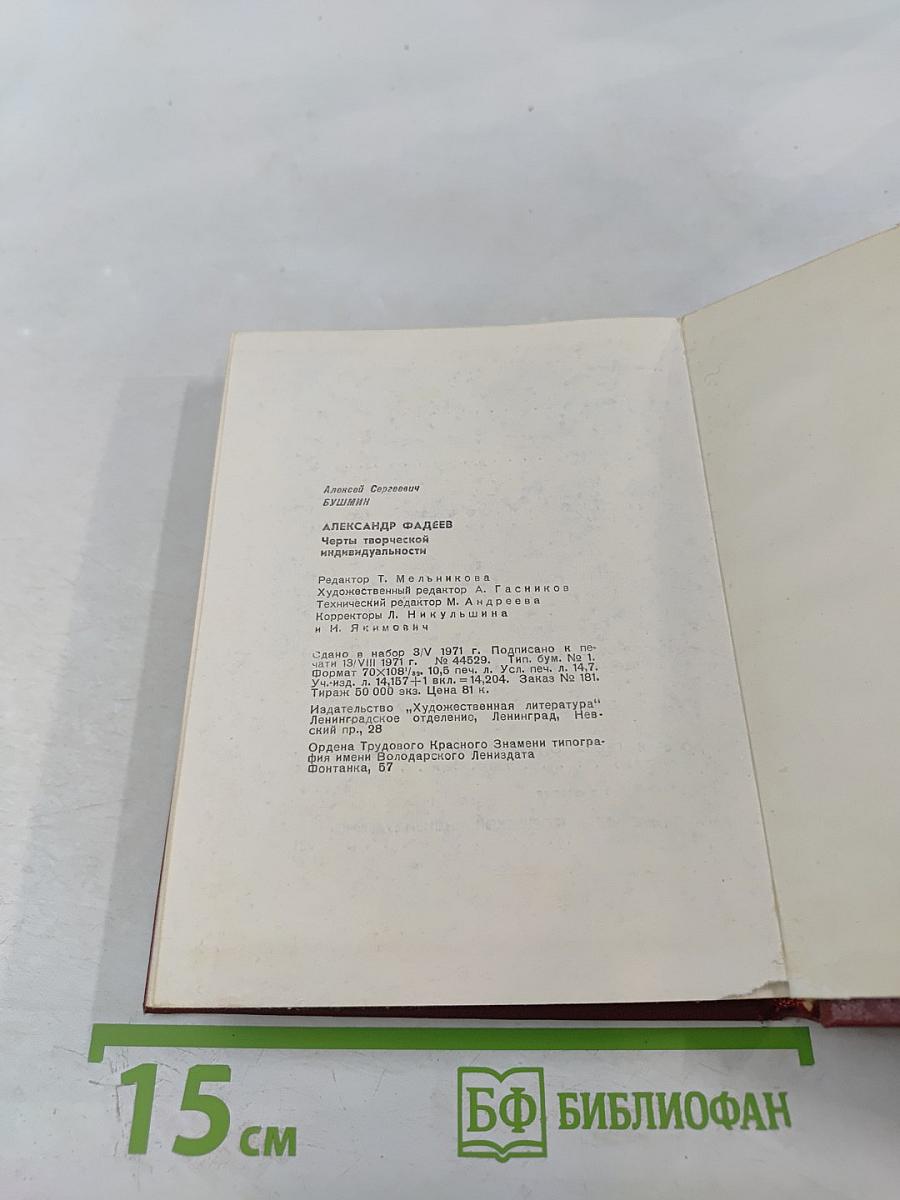 Алексей Сергеевич
БУШМИН
АЛЕКСАНДР ФАДЕЕВ
Черты творческой
индивидуальности
Редактор Т. Мельникова
Художественный редактор А. Гасников
Технический редактор М. Андреева
Корректоры Л. Никульшина
и И. Якимович
Сдано в набор 3/V 1971 г. Подписано к пе-
чати 13/VIII 1971 г. № 44529. Тип. бум. № 1.
Формат 70×108¹/₃₂. 10,5 печ. л. Усл. печ. л. 14,7.
Уч.-изд. л. 14,157+1 вкл.=14,204. Заказ № 181.
Тираж 50 000 экз. Цена 81 к.
Издательство „Художественная литература“
Ленинградское отделение, Ленинград, Нев-
ский пр., 28
Ордена Трудового Красного Знамени типогра-
фия имени Володарского Лениздата
Фонтанка, 57
15 см
БФ БИБЛИОФАН